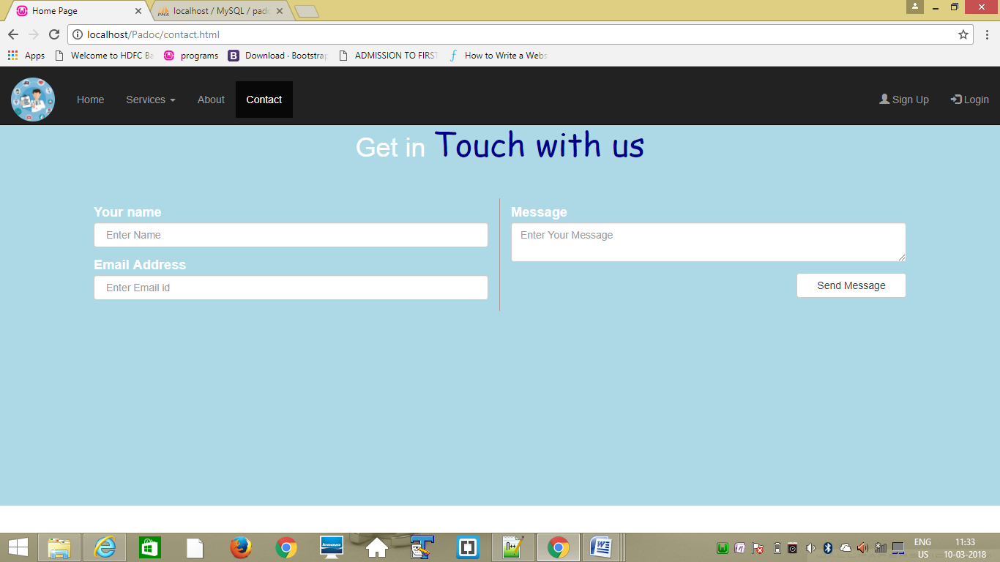 Home Page
localhost / MySQL / pado
localhost/Padoc/contact.html
Apps
Welcome to HDFC Ba
programs
Download · Bootstrap
ADMISSION TO FIRST
How to Write a Webs
Home
Services
About
Contact
Sign Up
Login
Get in Touch with us
Your name
Enter Name
Email Address
Enter Email id
Message
Enter Your Message
Send Message
lenovo
ENG
US
11:33
10-03-2018